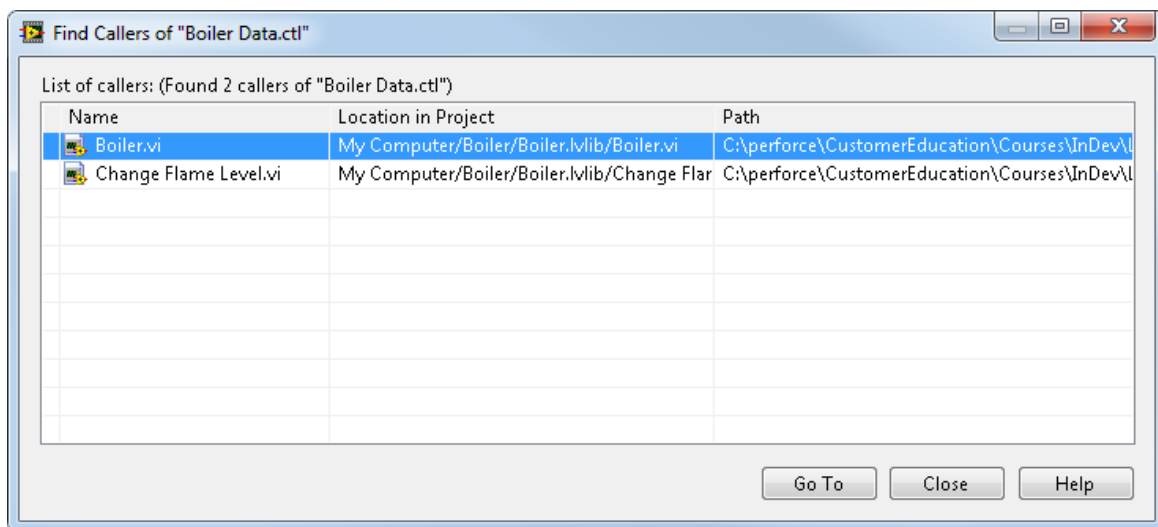 Find Callers of "Boiler Data.ctl"
List of callers: (Found 2 callers of "Boiler Data.ctl")
Name Location in Project Path
Boiler.vi My Computer/Boiler/Boiler.lvlib/Boiler.vi C:\perforce\CustomerEducation\Courses\InDev\L
Change Flame Level.vi My Computer/Boiler/Boiler.lvlib/Change Flar C:\perforce\CustomerEducation\Courses\InDev\L
Go To Close Help